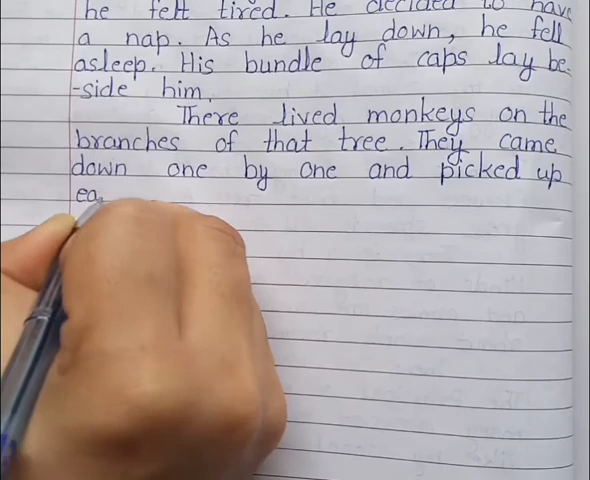 he felt tired. He decided to have
a nap. As he lay down, he fell
asleep. His bundle of caps lay be-
-side him.
There lived monkeys on the
branches of that tree. They came
down one by one and picked up
ea